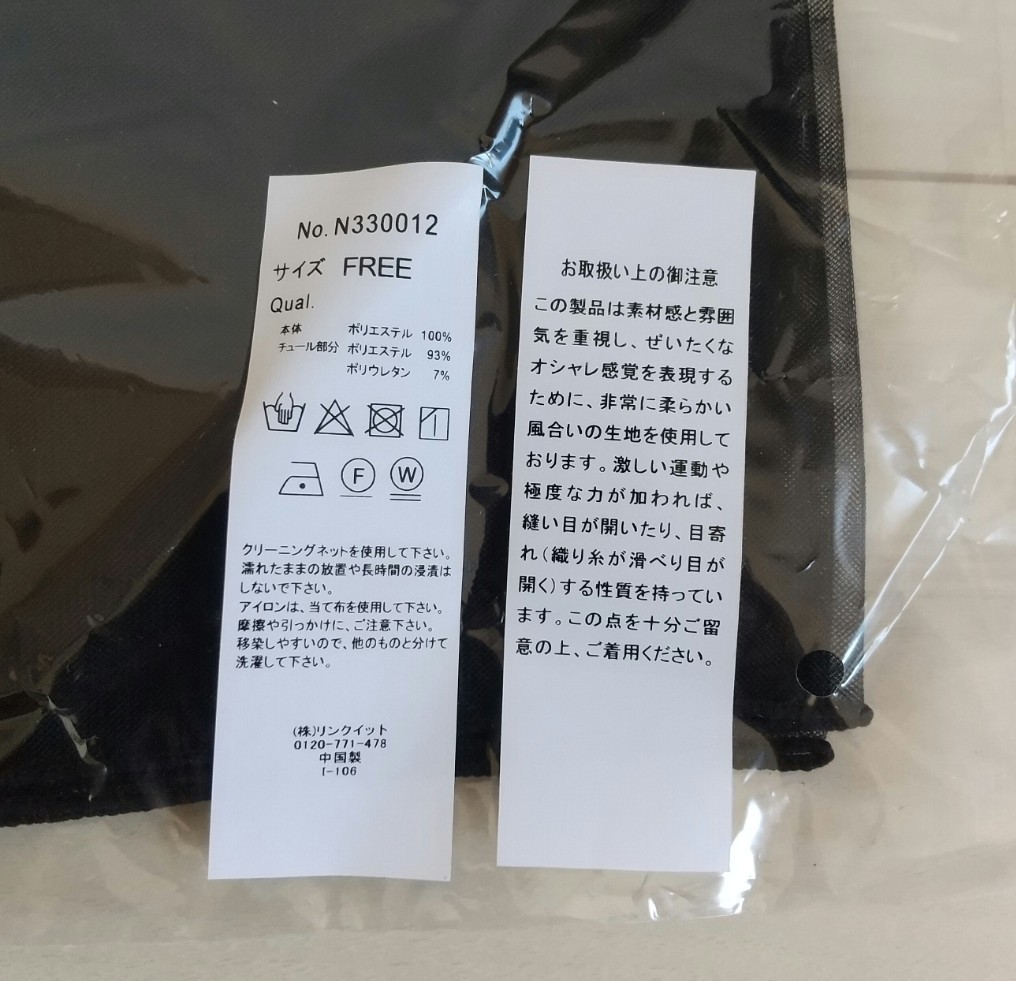 No. N330012
サイズ FREE
Qual.
本体 ポリエステル 100%
チュール部分 ポリエステル 93%
ポリウレタン 7%
F W
クリーニングネットを使用して下さい。
濡れたままの放置や長時間の浸漬は
しないで下さい。
アイロンは、当て布を使用して下さい。
摩擦や引っかけに、ご注意下さい。
移染しやすいので、他のものと分けて
洗濯して下さい。
(株)リンクイット
0120-771-478
中国製
I-106
お取扱い上の御注意
この製品は素材感と雰囲
気を重視し、ぜいたくな
オシャレ感覚を表現する
ために、非常に柔らかい
風合いの生地を使用して
おります。激しい運動や
極度な力が加われば、
縫い目が開いたり、目寄
れ(織り糸が滑べり目が
開く)する性質を持ってい
ます。この点を十分ご留
意の上、ご着用ください。